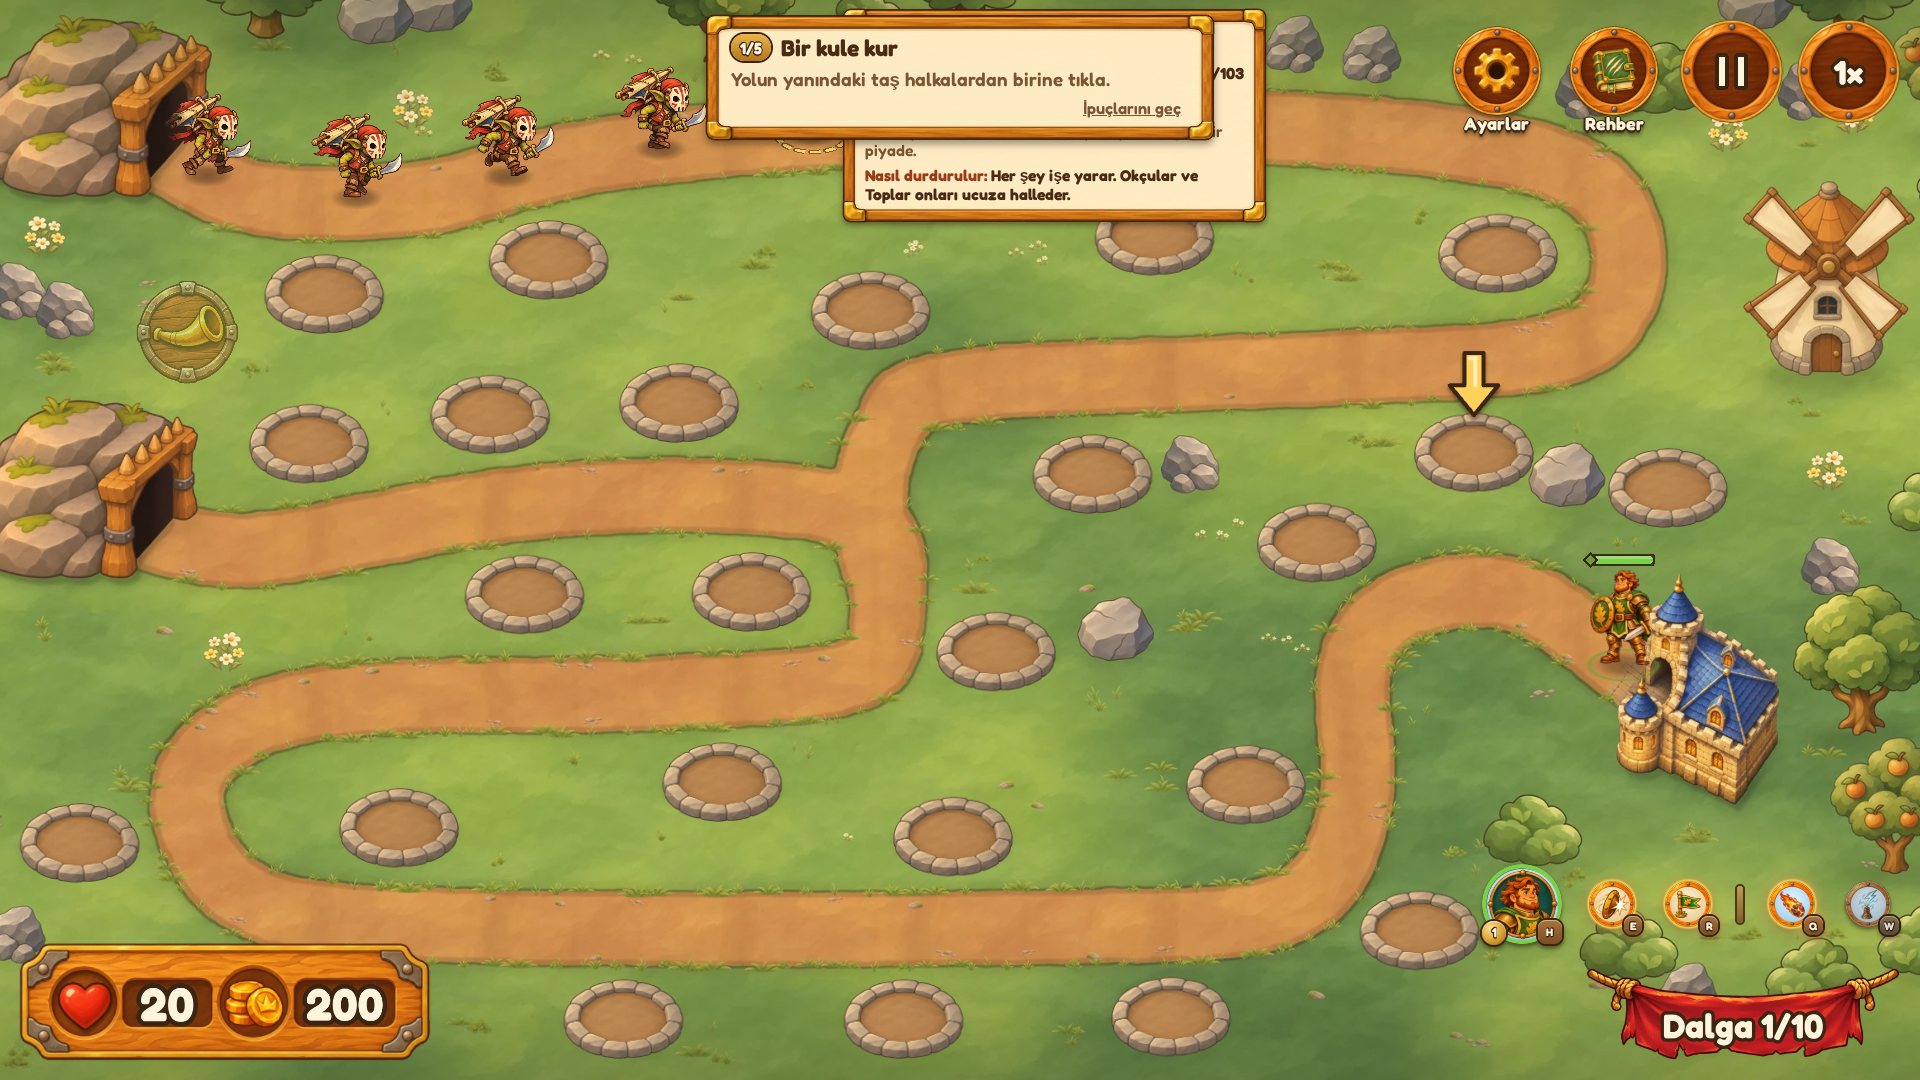 1/5 Bir kule kur
Yolun yanındaki taş halkalardan birine tıkla.
İpuçlarını geç
/103
piyade.
Nasıl durdurulur: Her şey işe yarar. Okçular ve
Toplar onları ucuza halleder.
Ayarlar
Rehber
1x
1
H
E
R
Q
W
20
200
Dalga 1/10